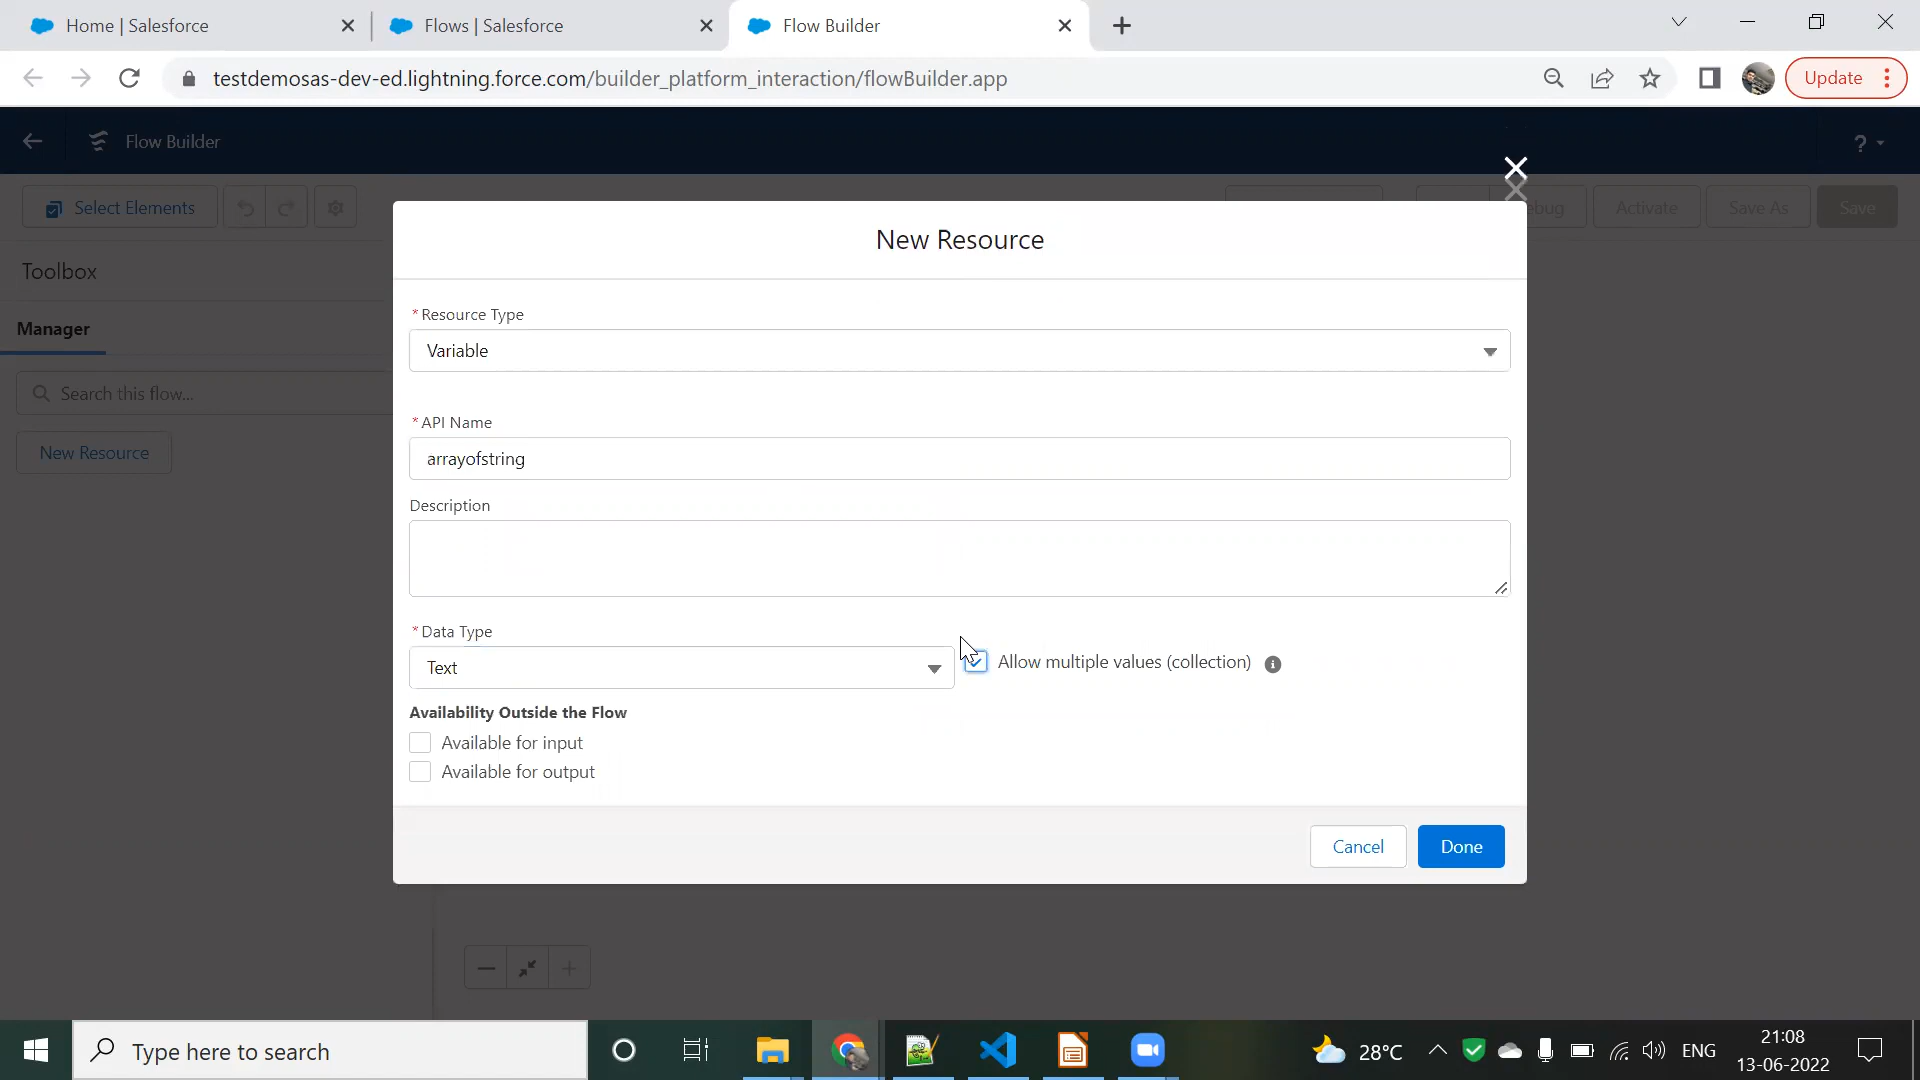 Home | Salesforce
Flows | Salesforce
Flow Builder
testdemosas-dev-ed.lightning.force.com/builder_platform_interaction/flowBuilder.app
Update
Flow Builder
?
Select Elements
ebug
Activate
Save As
Save
Toolbox
Manager
Search this flow...
New Resource
New Resource
* Resource Type
Variable
* API Name
arrayofstring
Description
* Data Type
Text
Allow multiple values (collection)
Availability Outside the Flow
Available for input
Available for output
Cancel
Done
Type here to search
28°C
ENG
21:08
13-06-2022